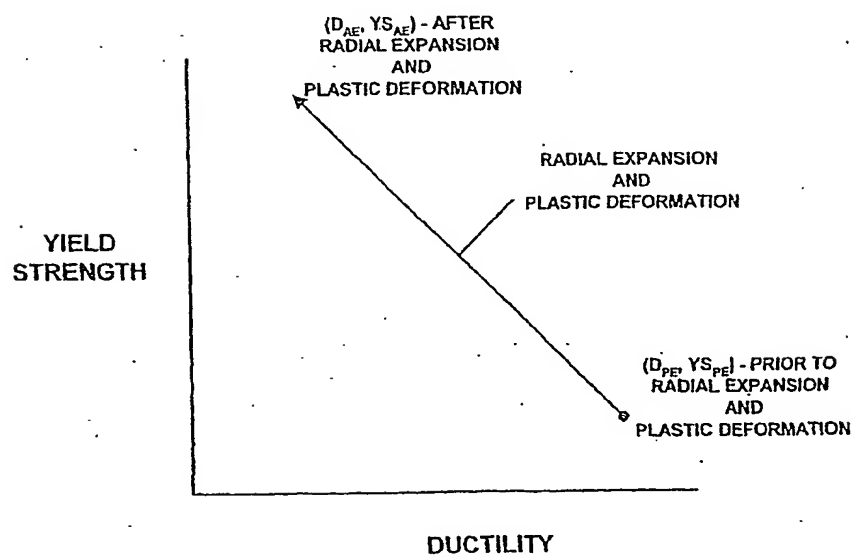 (D_AE, YS_AE) - AFTER
RADIAL EXPANSION
AND
PLASTIC DEFORMATION
RADIAL EXPANSION
AND
PLASTIC DEFORMATION
YIELD
STRENGTH
(D_PE, YS_PE) - PRIOR TO
RADIAL EXPANSION
AND
PLASTIC DEFORMATION
DUCTILITY